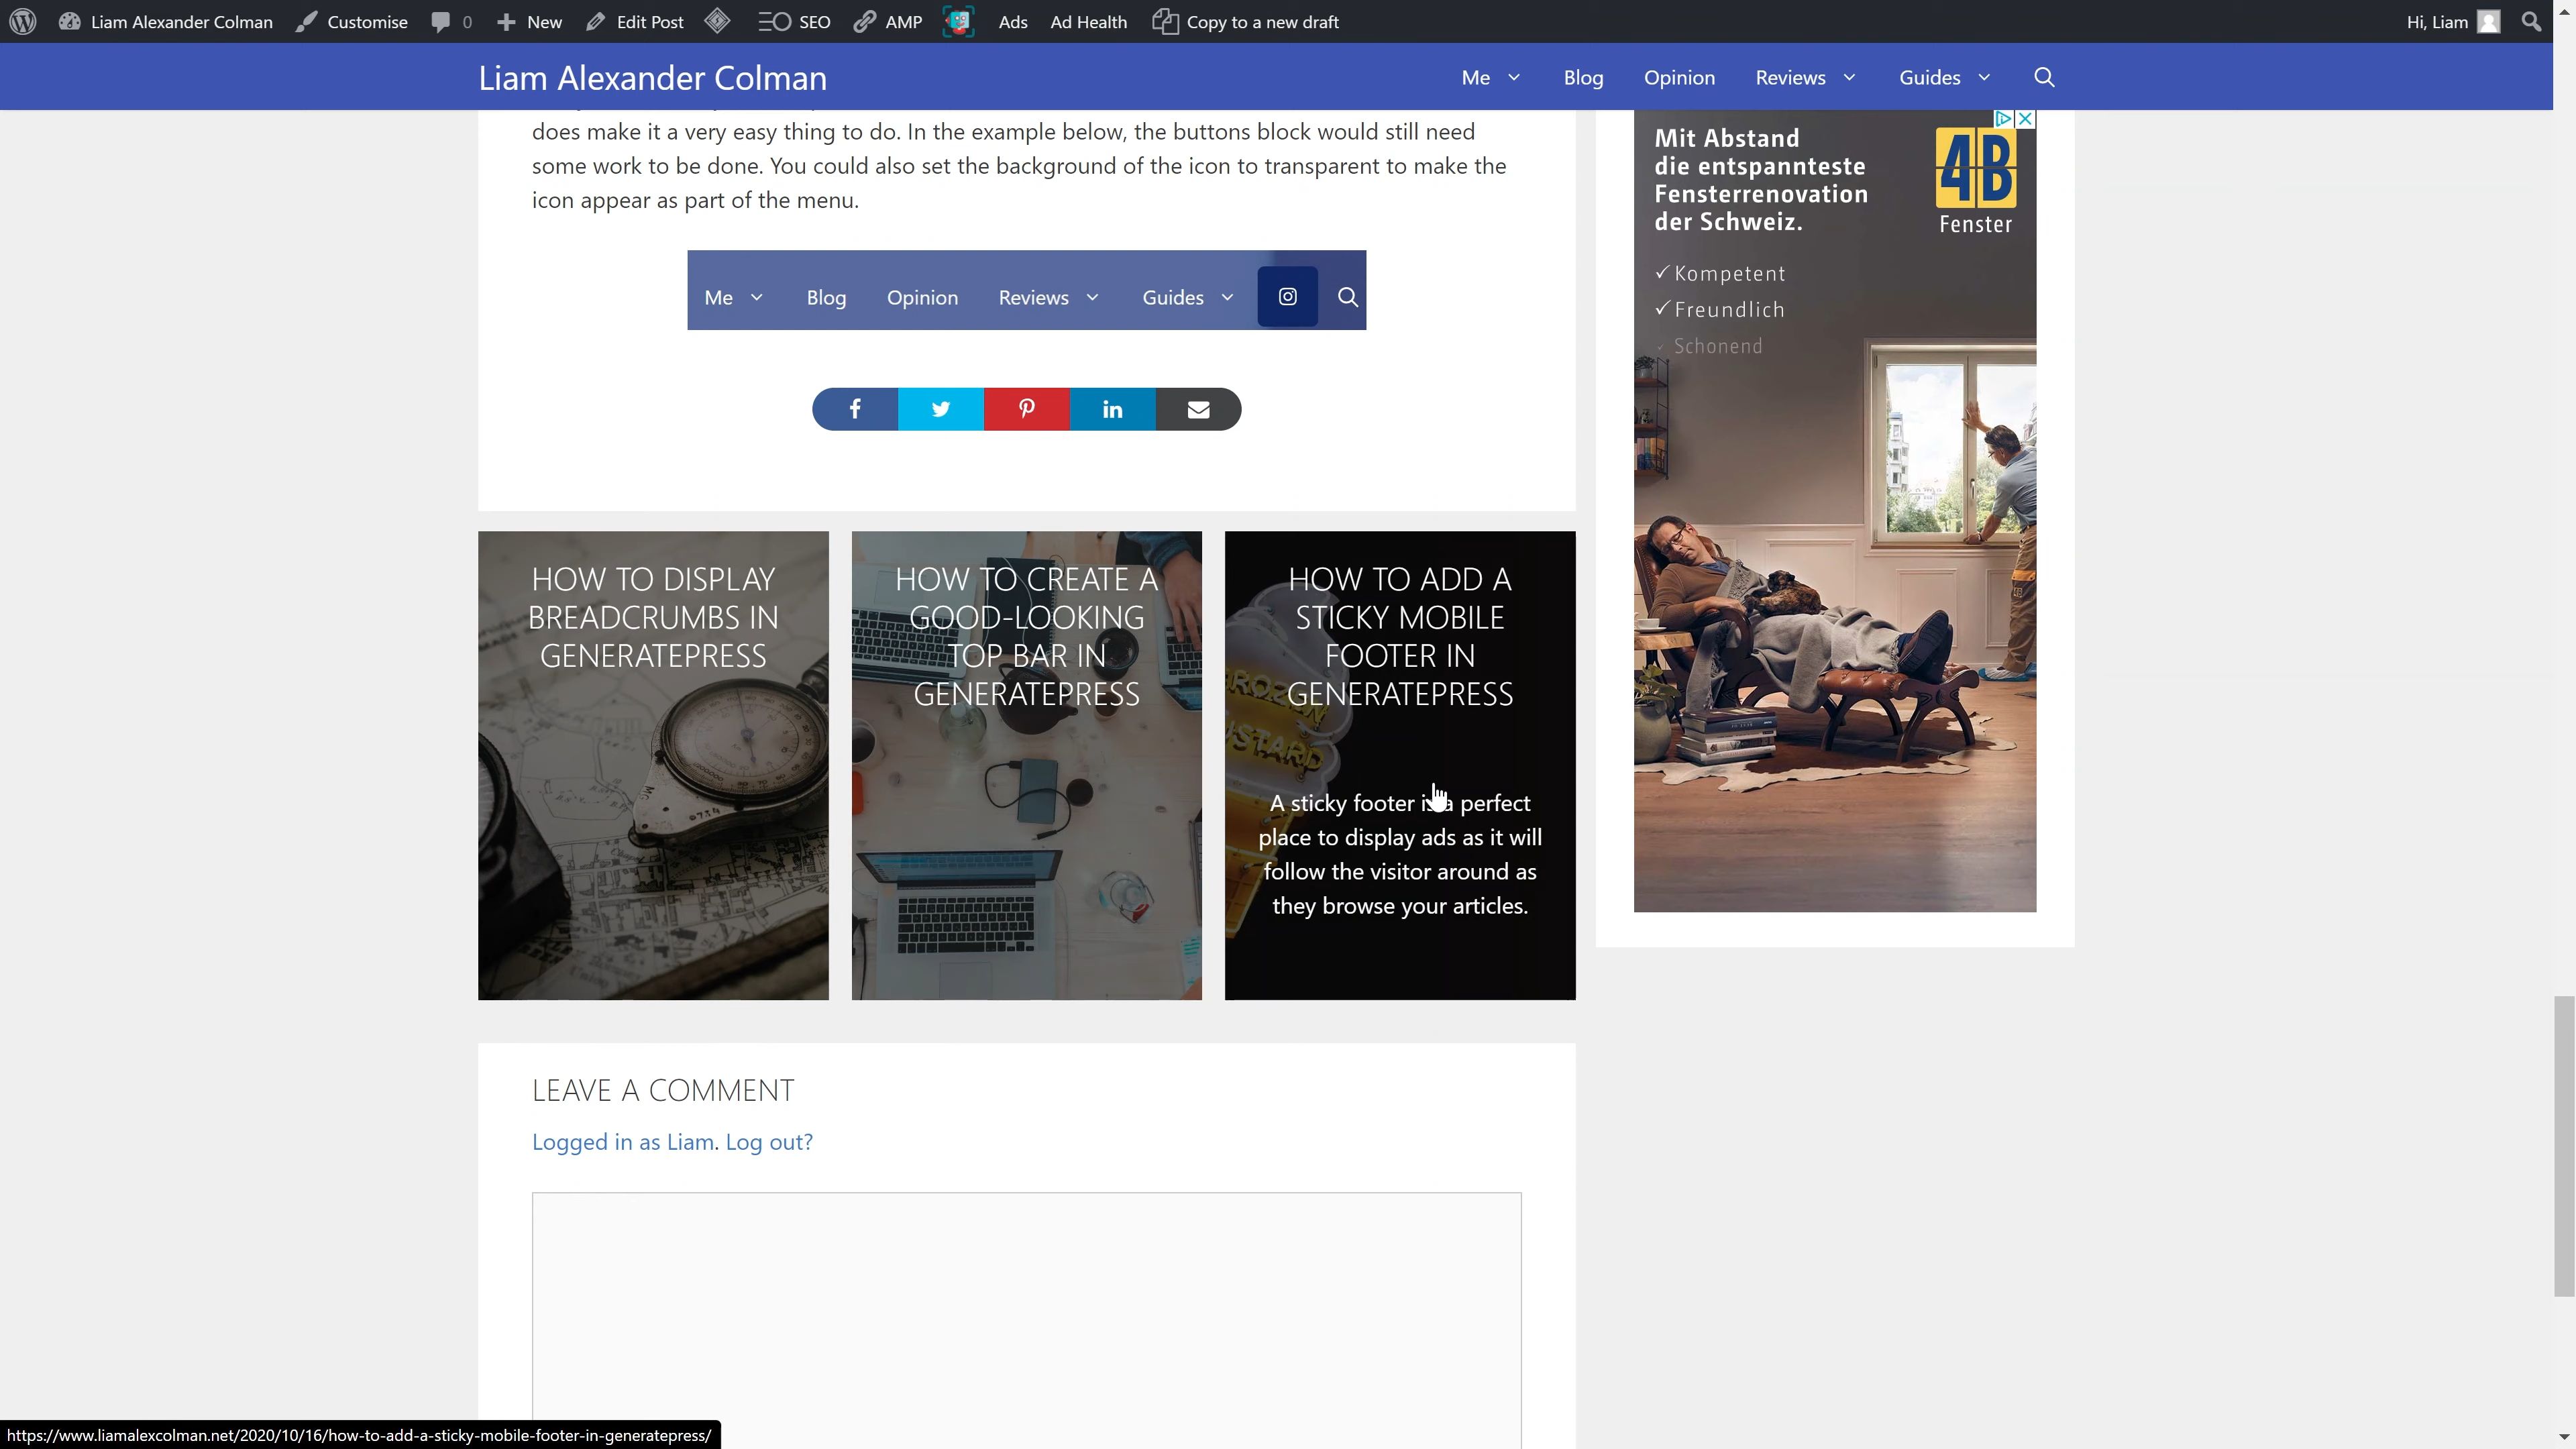 Liam Alexander Colman Customise 0 New Edit Post SEO AMP Ads Ad Health Copy to a new draft Hi, Liam
Liam Alexander Colman
Me Blog Opinion Reviews Guides
does make it a very easy thing to do. In the example below, the buttons block would still need
some work to be done. You could also set the background of the icon to transparent to make the
icon appear as part of the menu.
Me Blog Opinion Reviews Guides
HOW TO DISPLAY
BREADCRUMBS IN
GENERATEPRESS
HOW TO CREATE A
GOOD-LOOKING
TOP BAR IN
GENERATEPRESS
HOW TO ADD A
STICKY MOBILE
FOOTER IN
GENERATEPRESS
A sticky footer is a perfect
place to display ads as it will
follow the visitor around as
they browse your articles.
Mit Abstand
die entspannteste
Fensterrenovation
der Schweiz.
4B
Fenster
✓Kompetent
✓Freundlich
✓ Schonend
LEAVE A COMMENT
Logged in as Liam. Log out?
https://www.liamalexcolman.net/2020/10/16/how-to-add-a-sticky-mobile-footer-in-generatepress/